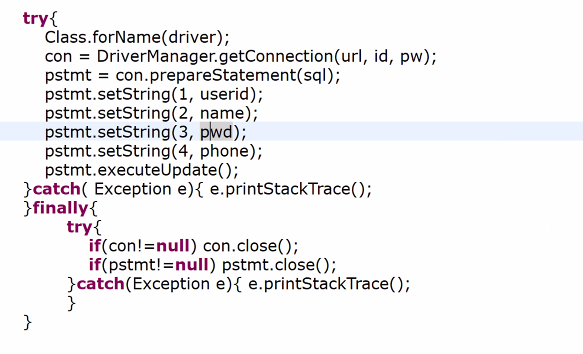 try{
Class.forName(driver);
con = DriverManager.getConnection(url, id, pw);
pstmt = con.prepareStatement(sql);
pstmt.setString(1, userid);
pstmt.setString(2, name);
pstmt.setString(3, pwd);
pstmt.setString(4, phone);
pstmt.executeUpdate();
}catch( Exception e){ e.printStackTrace();
}finally{
try{
if(con!=null) con.close();
if(pstmt!=null) pstmt.close();
}catch(Exception e){ e.printStackTrace();
}
}